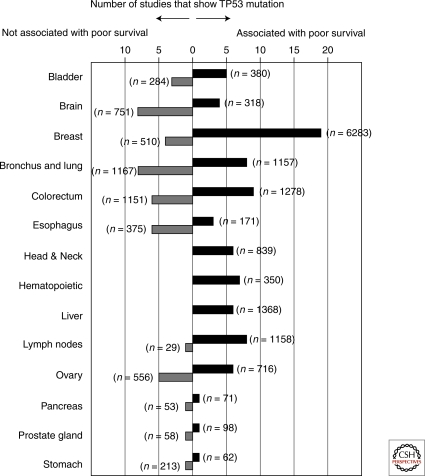 Number of studies that show TP53 mutation
Not associated with poor survival Associated with poor survival
10 5 0 5 10 15 20
Bladder (n = 284) (n = 380)
Brain (n = 751) (n = 318)
Breast (n = 510) (n = 6283)
Bronchus and lung (n = 1167) (n = 1157)
Colorectum (n = 1151) (n = 1278)
Esophagus (n = 375) (n = 171)
Head & Neck (n = 839)
Hematopoietic (n = 350)
Liver (n = 1368)
Lymph nodes (n = 29) (n = 1158)
Ovary (n = 556) (n = 716)
Pancreas (n = 53) (n = 71)
Prostate gland (n = 58) (n = 98)
Stomach (n = 213) (n = 62)
CSH
PERSPECTIVES